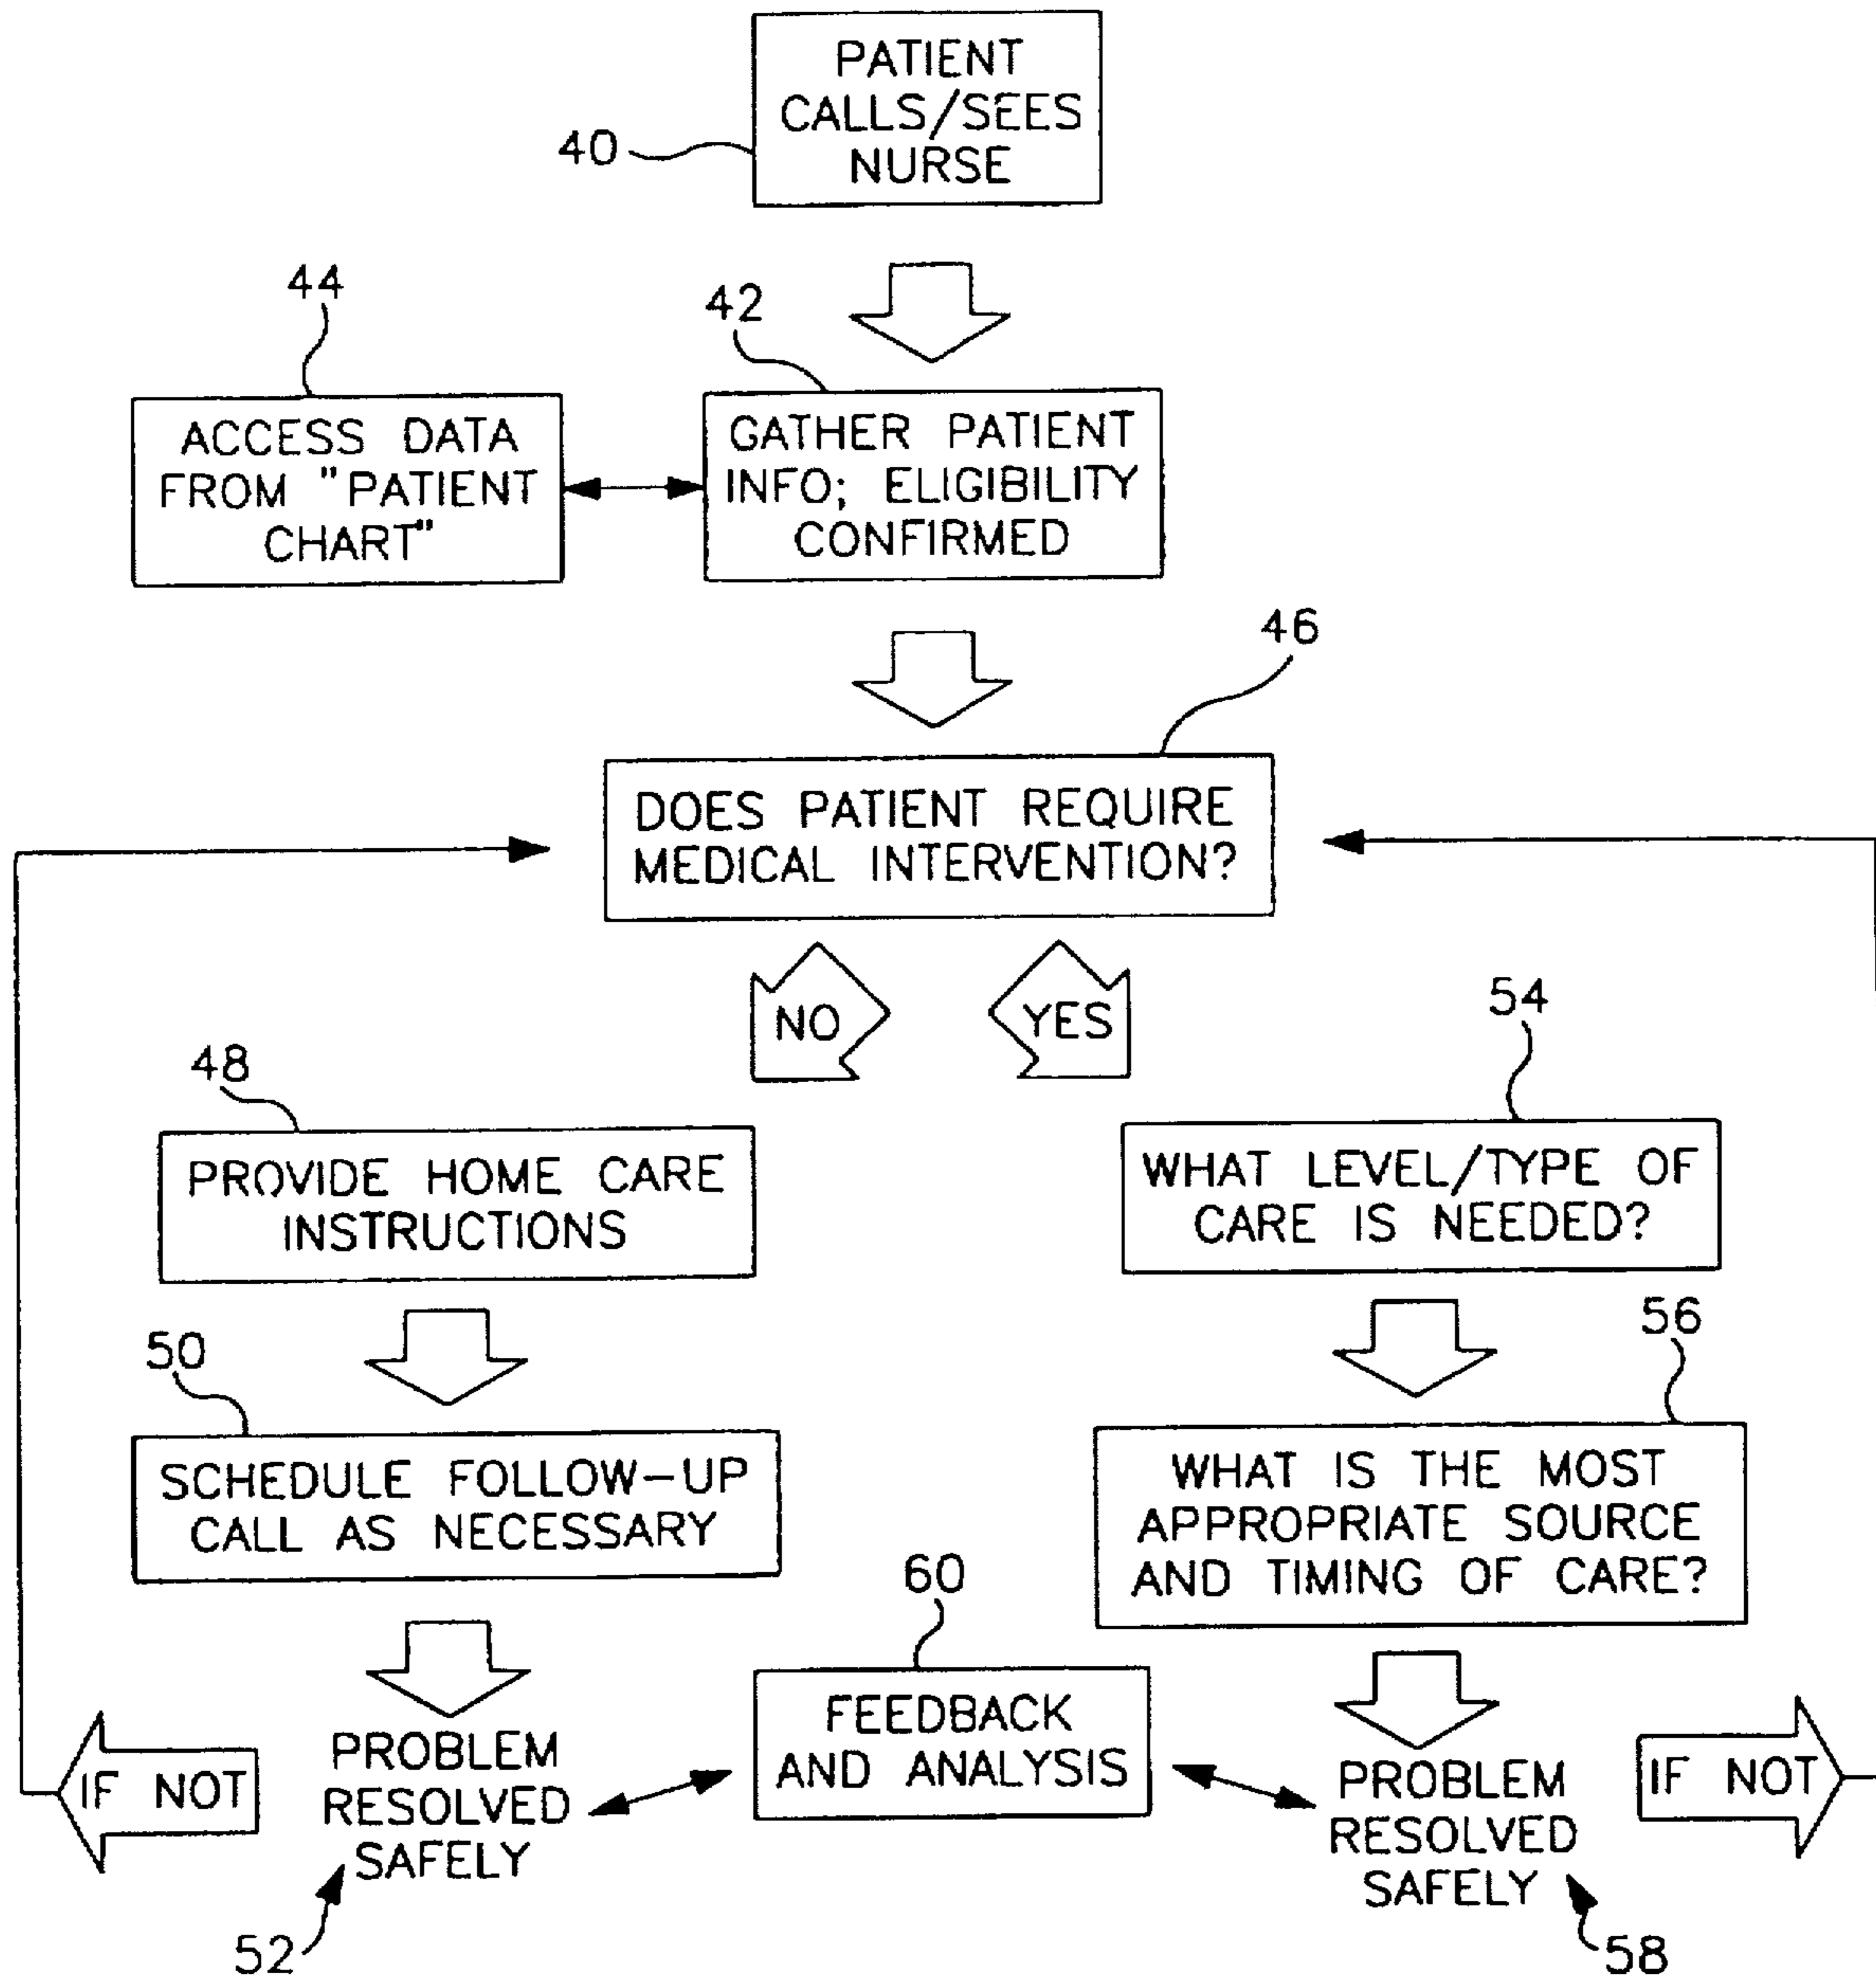 PATIENT
CALLS/SEES
NURSE
40
44
42
ACCESS DATA
FROM "PATIENT
CHART"
GATHER PATIENT
INFO; ELIGIBILITY
CONFIRMED
46
DOES PATIENT REQUIRE
MEDICAL INTERVENTION?
NO
YES
48
PROVIDE HOME CARE
INSTRUCTIONS
54
WHAT LEVEL/TYPE OF
CARE IS NEEDED?
50
SCHEDULE FOLLOW-UP
CALL AS NECESSARY
56
WHAT IS THE MOST
APPROPRIATE SOURCE
AND TIMING OF CARE?
IF NOT
PROBLEM
RESOLVED
SAFELY
52
60
FEEDBACK
AND ANALYSIS
PROBLEM
RESOLVED
SAFELY
58
IF NOT